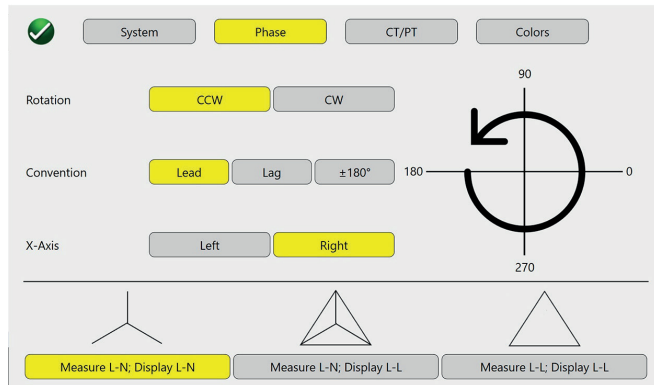 System Phase CT/PT Colors
Rotation CCW CW
Convention Lead Lag ±180°
X-Axis Left Right
90
180 0
270
Measure L-N; Display L-N Measure L-N; Display L-L Measure L-L; Display L-L